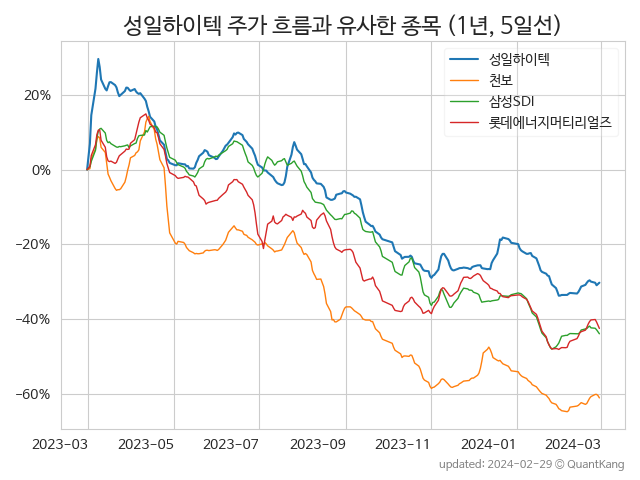 성일하이텍 주가 흐름과 유사한 종목 (1년, 5일선)
성일하이텍
천보
삼성SDI
롯데에너지머티리얼즈
20%
0%
−20%
−40%
−60%
2023-03 2023-05 2023-07 2023-09 2023-11 2024-01 2024-03
updated: 2024-02-29 © QuantKang